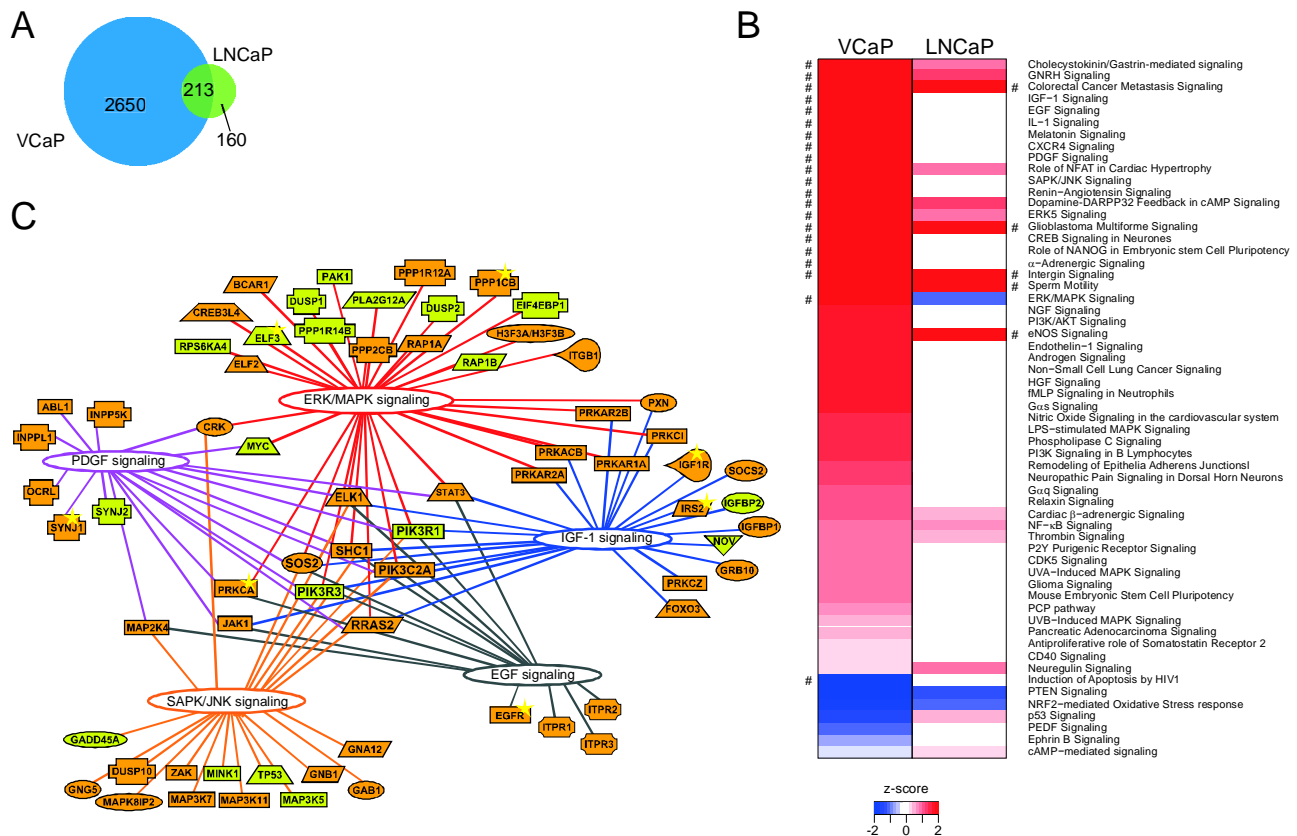 A
LNCaP
2650
213
VCaP
160
B
VCaP
LNCaP
# Cholecystokinin/Gastrin-mediated signaling
# GNRH Signaling
# # Colorectal Cancer Metastasis Signaling
# IGF-1 Signaling
# EGF Signaling
# IL-1 Signaling
# Melatonin Signaling
# CXCR4 Signaling
# PDGF Signaling
# Role of NFAT in Cardiac Hypertrophy
# SAPK/JNK Signaling
# Renin-Angiotensin Signaling
# Dopamine-DARPP32 Feedback in cAMP Signaling
# ERK5 Signaling
# # Glioblastoma Multiforme Signaling
# CREB Signaling in Neurones
# Role of NANOG in Embryonic stem Cell Pluripotency
# α-Adrenergic Signaling
# # Intergin Signaling
# Sperm Motility
# ERK/MAPK Signaling
NGF Signaling
PI3K/AKT Signaling
# eNOS Signaling
Endothelin-1 Signaling
Androgen Signaling
Non-Small Cell Lung Cancer Signaling
HGF Signaling
fMLP Signaling in Neutrophils
Gαs Signaling
Nitric Oxide Signaling in the cardiovascular system
LPS-stimulated MAPK Signaling
Phospholipase C Signaling
PI3K Signaling in B Lymphocytes
Remodeling of Epithelia Adherens JunctionsI
Neuropathic Pain Signaling in Dorsal Horn Neurons
Gαq Signaling
Relaxin Signaling
Cardiac β-adrenergic Signaling
NF-κB Signaling
Thrombin Signaling
P2Y Purigenic Receptor Signaling
CDK5 Signaling
UVA-Induced MAPK Signaling
Glioma Signaling
Mouse Embryonic Stem Cell Pluripotency
PCP pathway
UVB-Induced MAPK Signaling
Pancreatic Adenocarcinoma Signaling
Antiproliferative role of Somatostatin Receptor 2
CD40 Signaling
Neuregulin Signaling
# Induction of Apoptosis by HIV1
PTEN Signaling
NRF2-mediated Oxidative Stress response
p53 Signaling
PEDF Signaling
Ephrin B Signaling
cAMP-mediated signaling
z-score
-2 0 2
C
BCAR1
PAK1
PPP1R12A
PPP1CB
CREB3L4
DUSP1
PLA2G12A
DUSP2
EIF4EBP1
RPS6KA4
ELF3
PPP1R14B
PPP2CB
RAP1A
H3F3A/H3F3B
ELF2
RAP1B
ITGB1
ERK/MAPK signaling
ABL1
INPP5K
CRK
PRKAR2B
PXN
INPPL1
MYC
PRKACB
PRKCI
PDGF signaling
PRKAR2A
PRKAR1A
IGF1R
SOCS2
OCRL
SYNJ1
SYNJ2
ELK1
STAT3
IRS2
IGFBP2
PIK3R1
IGFBP1
SHC1
IGF-1 signaling
NOV
SOS2
PIK3C2A
GRB10
PRKCA
PIK3R3
PRKCZ
MAP2K4
JAK1
RRAS2
FOXO3
SAPK/JNK signaling
EGF signaling
EGFR
ITPR1
ITPR2
ITPR3
GADD45A
GNA12
DUSP10
ZAK
MINK1
TP53
GNB1
GNG5
MAPK8IP2
MAP3K7
MAP3K11
MAP3K5
GAB1